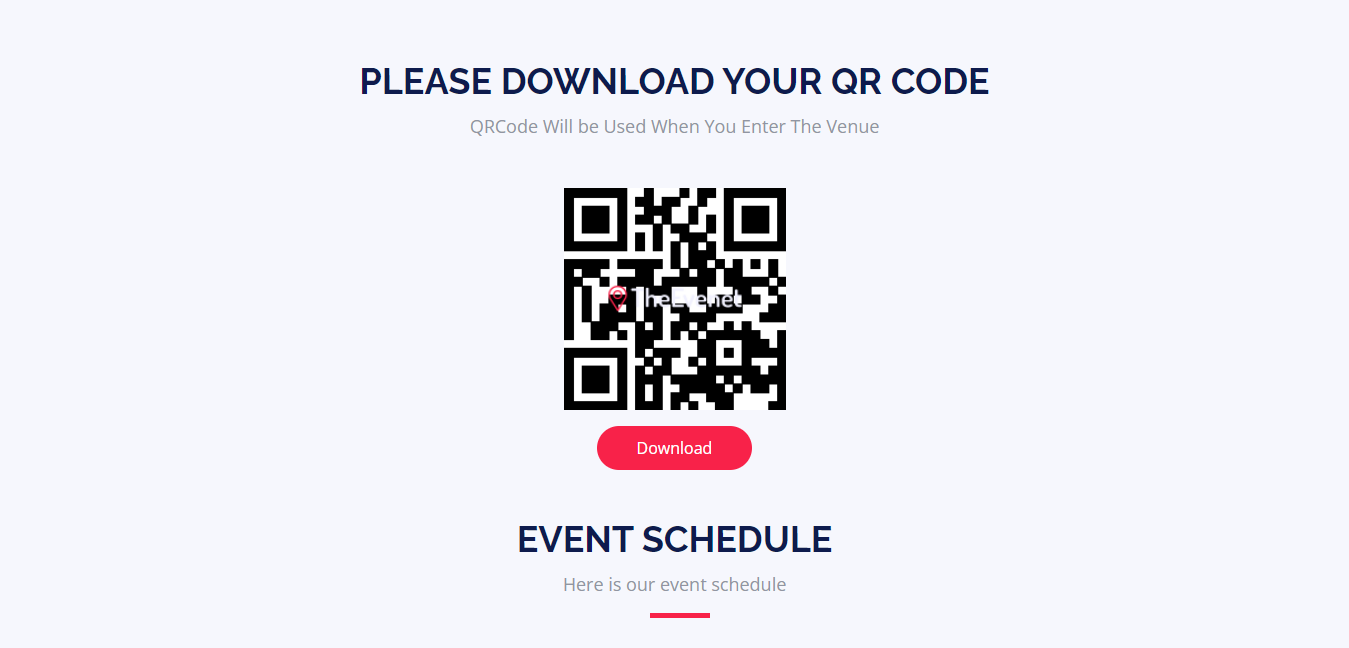 PLEASE DOWNLOAD YOUR QR CODE
QRCode Will be Used When You Enter The Venue
TheEvenet
Download
EVENT SCHEDULE
Here is our event schedule